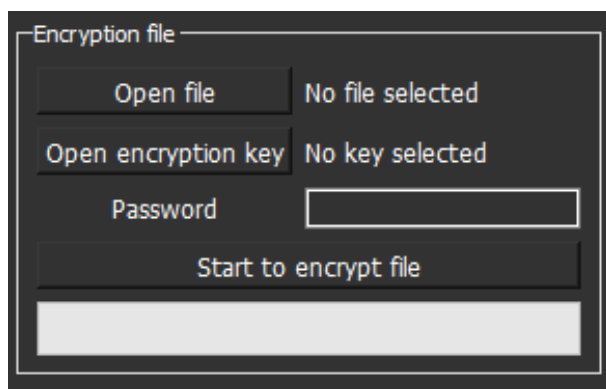 Encryption file
Open file No file selected
Open encryption key No key selected
Password
Start to encrypt file